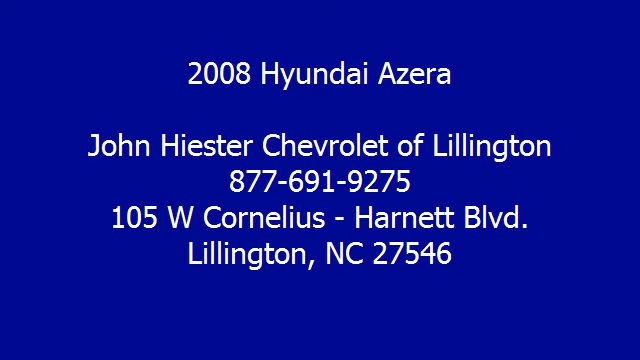 2008 Hyundai Azera
John Hiester Chevrolet of Lillington
877-691-9275
105 W Cornelius - Harnett Blvd.
Lillington, NC 27546